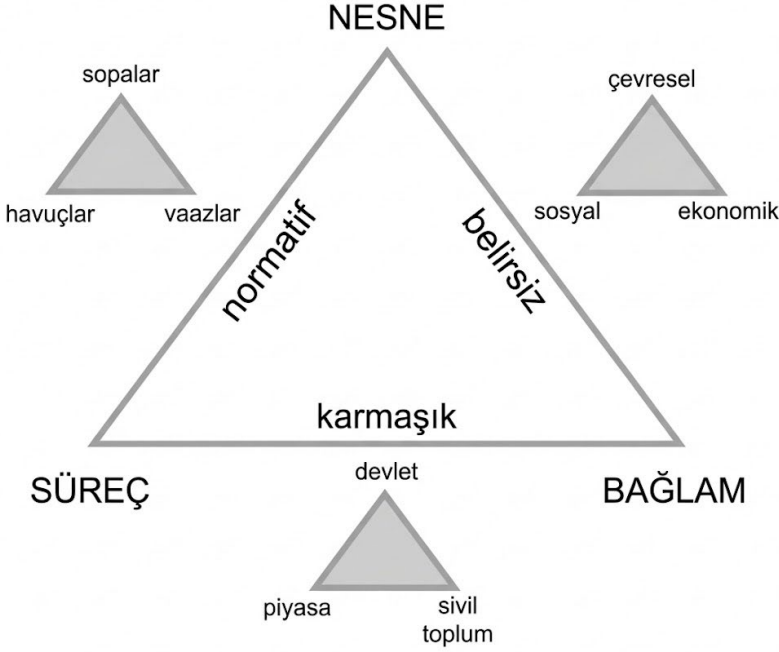 NESNE
sopalar
havuçlar
vaazlar
çevresel
sosyal
ekonomik
normatif
belirsiz
karmaşık
SÜREÇ
BAĞLAM
devlet
piyasa
sivil
toplum